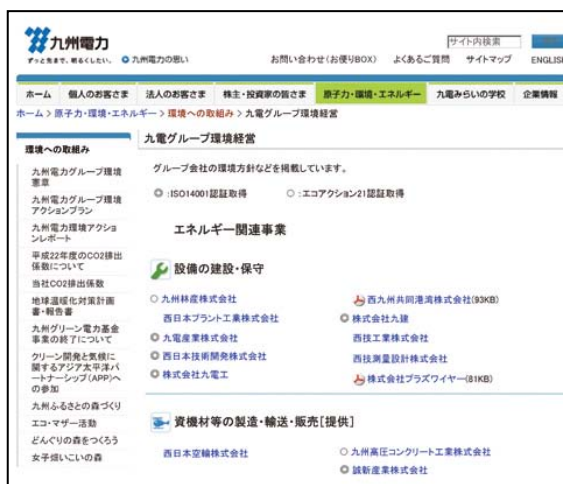 九州電力
ずっと先まで、明るくしたい。
九州電力の思い
お問い合わせ(お便りBOX)
よくあるご質問
サイトマップ
ENGLISH
サイト内検索
ホーム
個人のお客さま
法人のお客さま
株主・投資家の皆さま
原子力・環境・エネルギー
九電みらいの学校
企業情報
ホーム > 原子力・環境・エネルギー > 環境への取組み > 九電グループ環境経営
環境への取組み
九州電力グループ環境
憲章
九州電力グループ環境
アクションプラン
九州電力環境アクショ
ンレポート
平成22年度のCO2排出
係数について
当社CO2排出係数
地球温暖化対策計画
書・報告書
九州グリーン電力基金
事業の終了について
クリーン開発と気候に
関するアジア太平洋パ
ートナーシップ(APP)へ
の参加
九州ふるさとの森づくり
エコ・マザー活動
どんぐりの森をつくろう
女子畑いこいの森
九電グループ環境経営
グループ会社の環境方針などを掲載しています。
◎ :ISO14001認証取得 ○ :エコアクション21認証取得
エネルギー関連事業
設備の建設・保守
○ 九州林産株式会社
西日本プラント工業株式会社
◎ 九電産業株式会社
◎ 西日本技術開発株式会社
◎ 株式会社九電工
西九州共同港湾株式会社(93KB)
◎ 株式会社九建
西技工業株式会社
西技測量設計株式会社
株式会社プラズワイヤー(81KB)
資機材等の製造・輸送・販売[提供]
西日本空輸株式会社
○ 九州高圧コンクリート工業株式会社
◎ 誠新産業株式会社